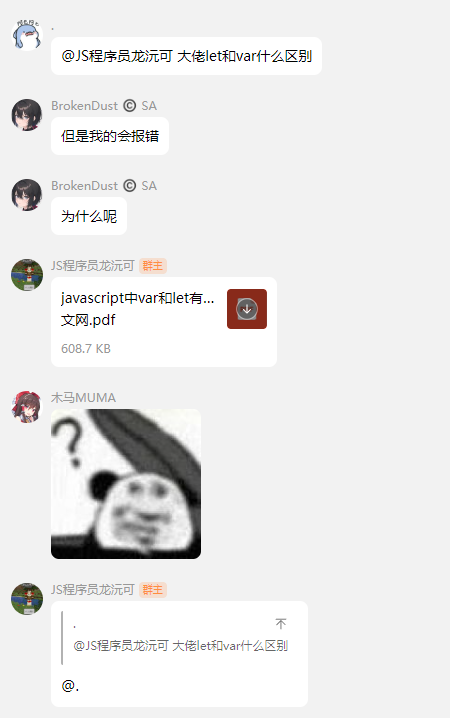 .
@JS程序员龙沅可 大佬let和var什么区别
BrokenDust © SA
但是我的会报错
BrokenDust © SA
为什么呢
JS程序员龙沅可 群主
javascript中var和let有...
文网.pdf
608.7 KB
木马MUMA
?
JS程序员龙沅可 群主
.
@JS程序员龙沅可 大佬let和var什么区别
@.